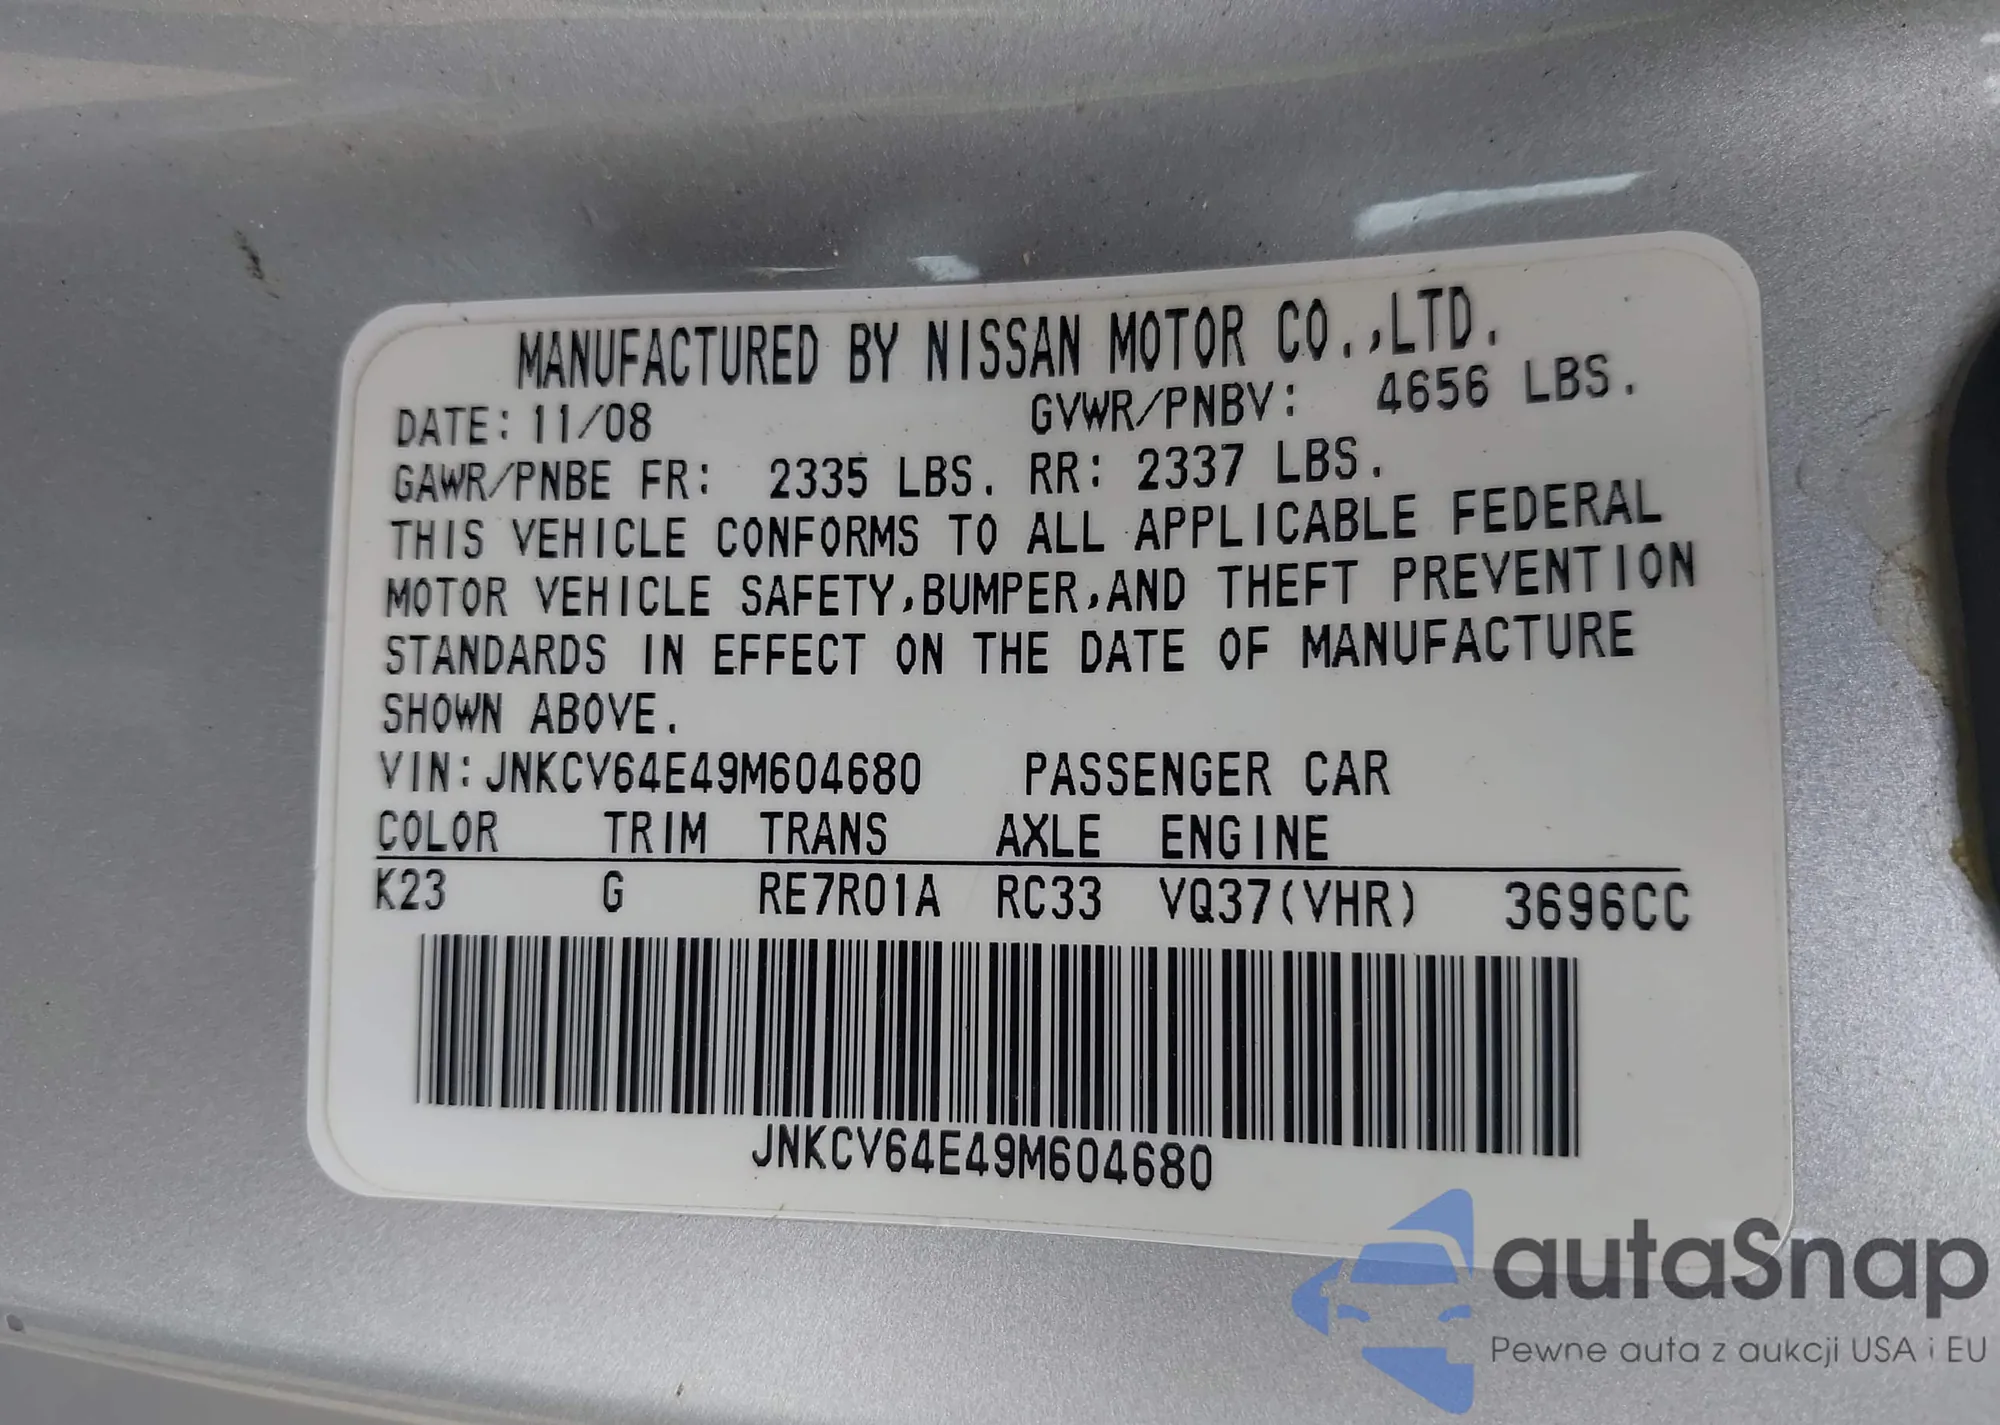 MANUFACTURED BY NISSAN MOTOR CO.,LTD.
DATE: 11/08 GVWR/PNBV: 4656 LBS.
GAWR/PNBE FR: 2335 LBS. RR: 2337 LBS.
THIS VEHICLE CONFORMS TO ALL APPLICABLE FEDERAL
MOTOR VEHICLE SAFETY,BUMPER,AND THEFT PREVENTION
STANDARDS IN EFFECT ON THE DATE OF MANUFACTURE
SHOWN ABOVE.
VIN:JNKCV64E49M604680 PASSENGER CAR
COLOR TRIM TRANS AXLE ENGINE
K23 G RE7R01A RC33 VQ37(VHR) 3696CC
JNKCV64E49M604680
autaSnap
Pewne auta z aukcji USA i EU